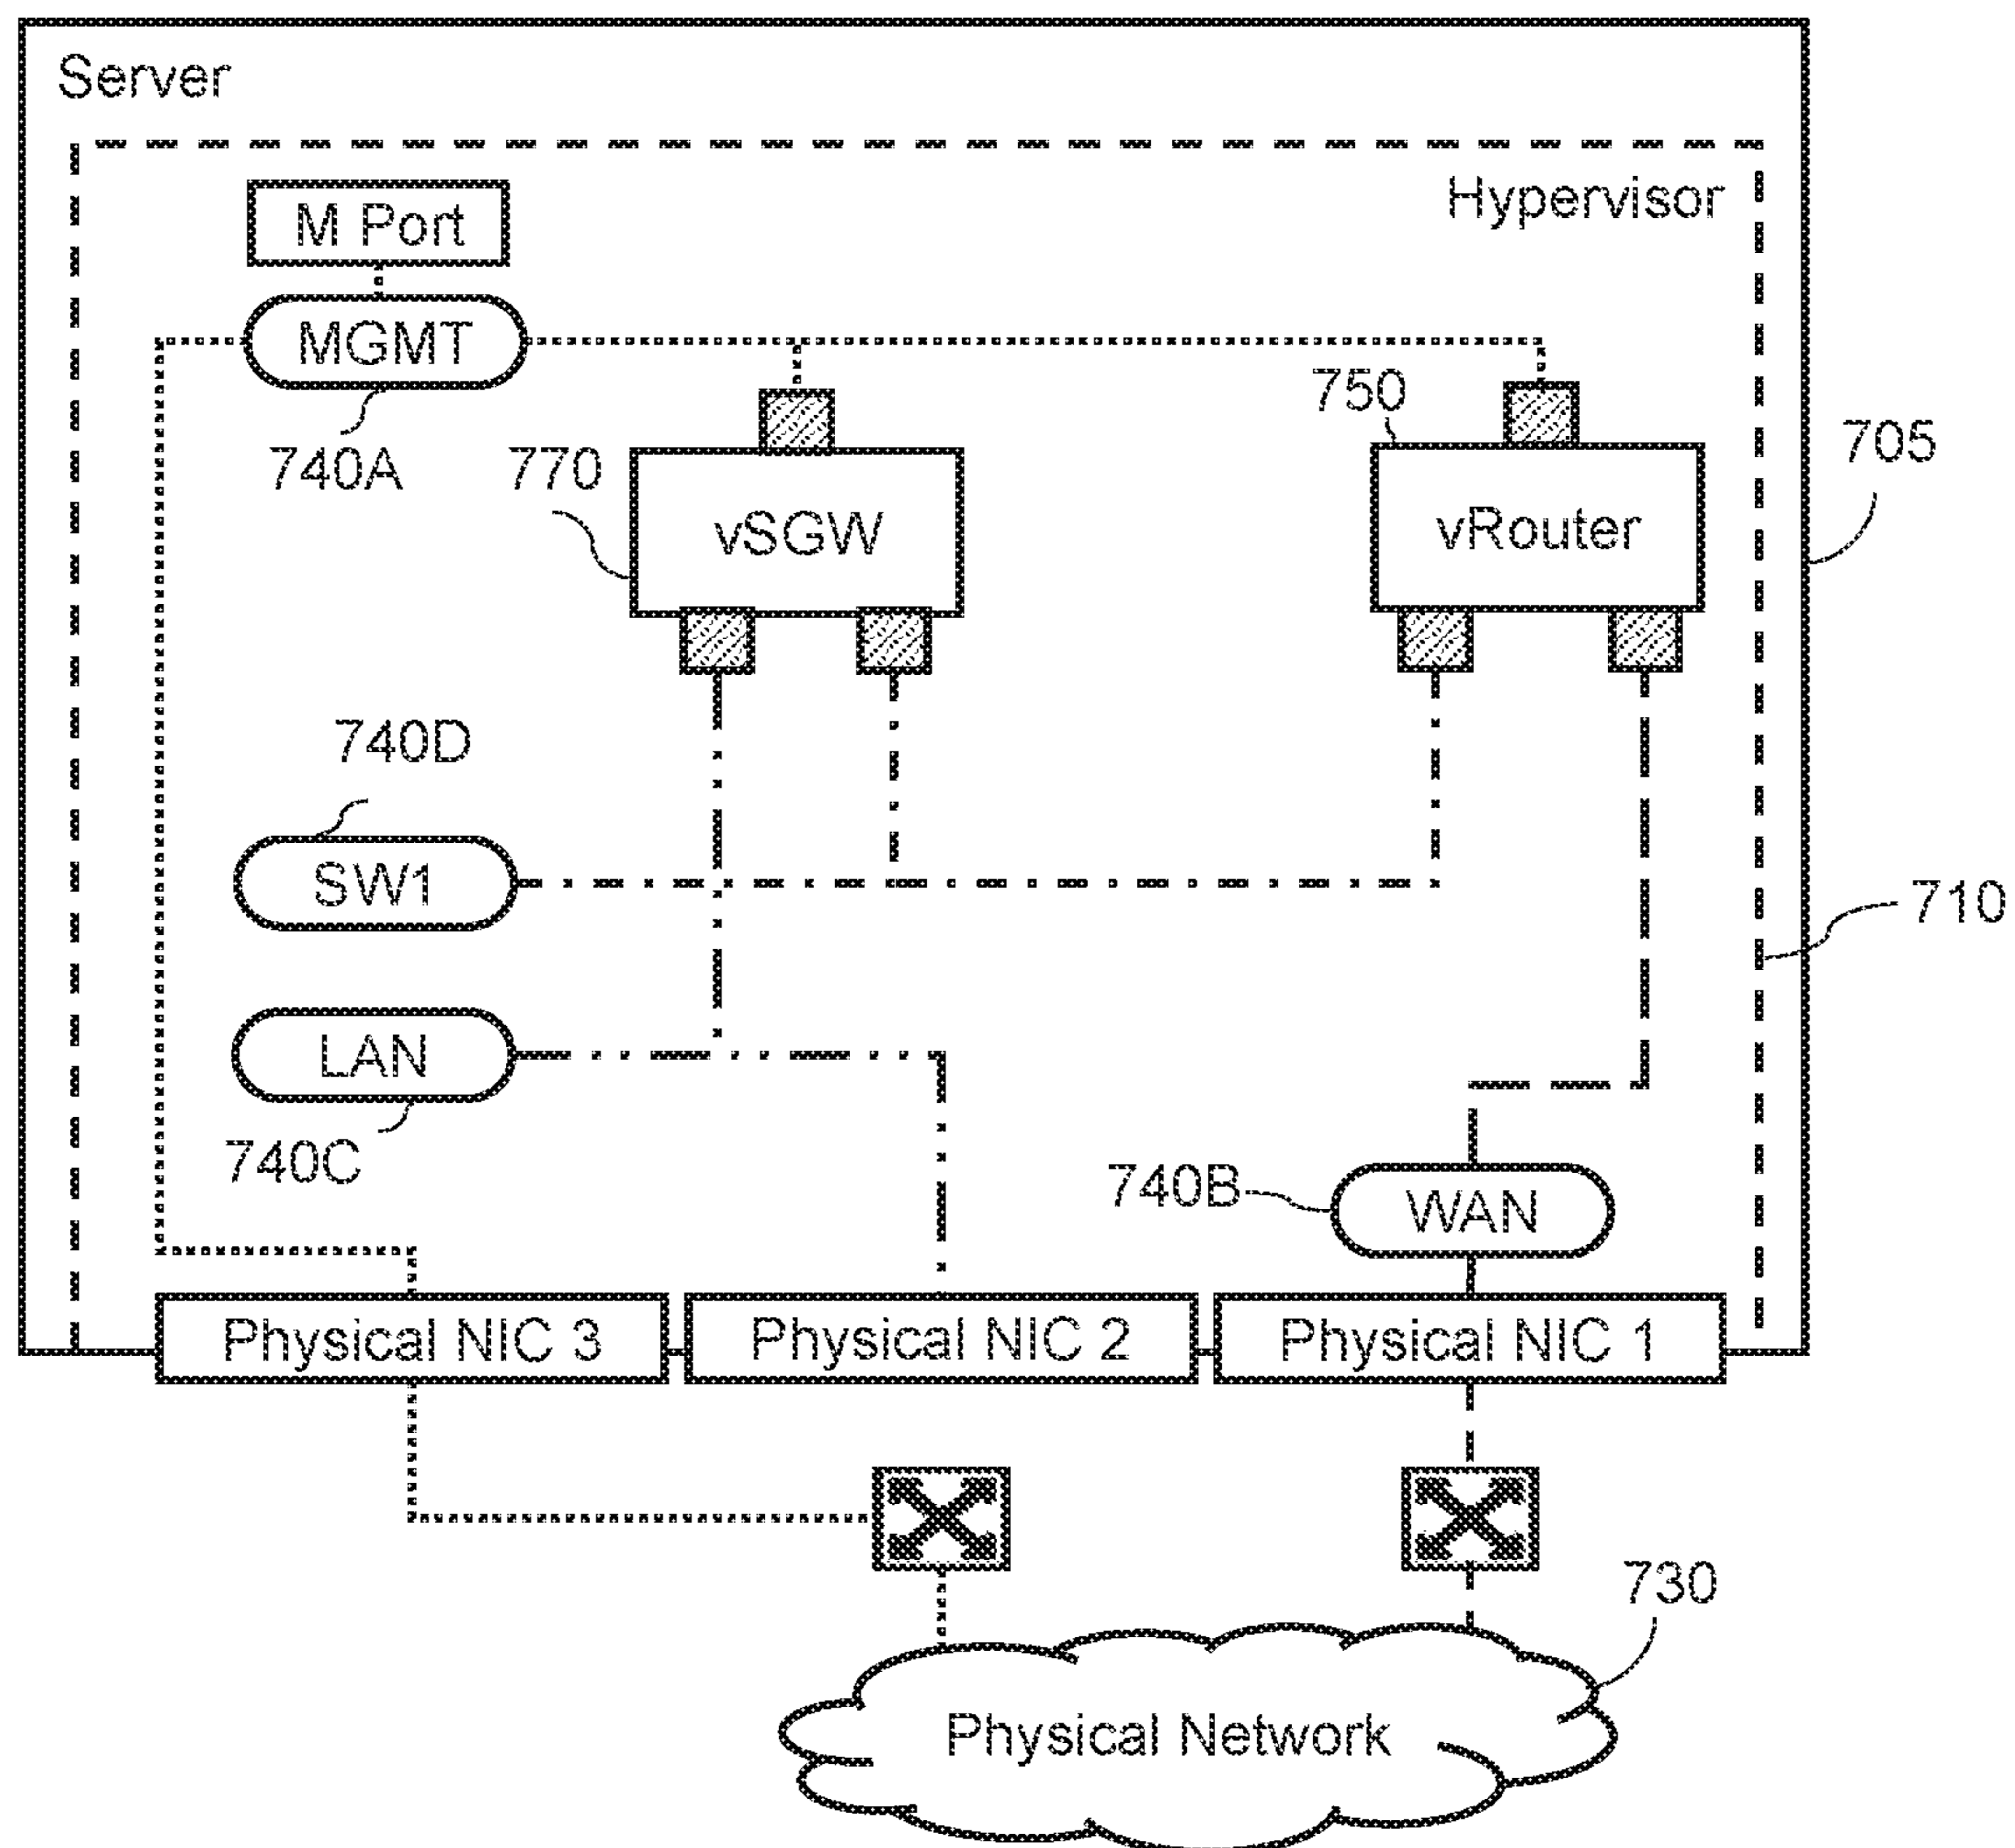 Server
Hypervisor
M Port
MGMT
740A
770
vSGW
750
vRouter
705
740D
SW1
710
LAN
740C
740B
WAN
Physical NIC 3
Physical NIC 2
Physical NIC 1
730
Physical Network